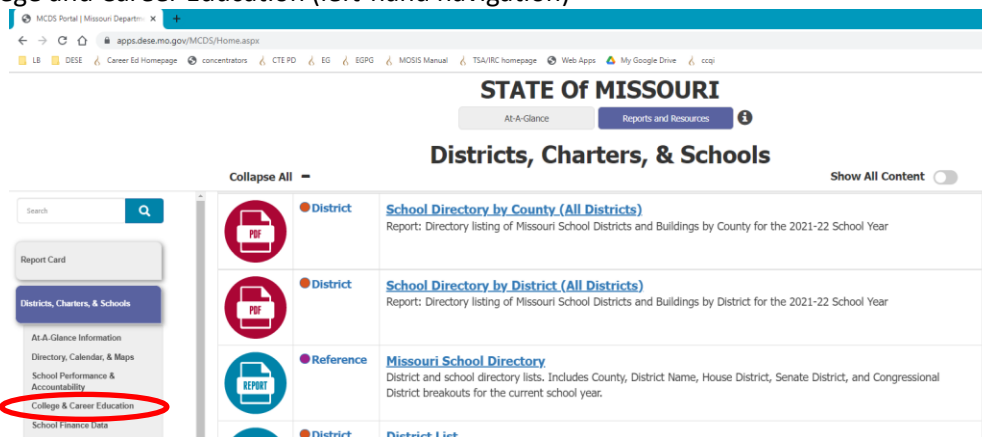 ege and Career Education (left-hand navigation)
MCDS Portal | Missouri Departm
apps.dese.mo.gov/MCDS/Home.aspx
LB DESE Career Ed Homepage concentrators CTE PD EG EGPG MOSIS Manual TSA/IRC homepage Web Apps My Google Drive ccqi
STATE Of MISSOURI
At-A-Glance Reports and Resources
Districts, Charters, & Schools
Collapse All Show All Content
Search
Report Card
Districts, Charters, & Schools
At-A-Glance Information
Directory, Calendar, & Maps
School Performance &
Accountability
College & Career Education
School Finance Data
PDF
District
School Directory by County (All Districts)
Report: Directory listing of Missouri School Districts and Buildings by County for the 2021-22 School Year
PDF
District
School Directory by District (All Districts)
Report: Directory listing of Missouri School Districts and Buildings by District for the 2021-22 School Year
REPORT
Reference
Missouri School Directory
District and school directory lists. Includes County, District Name, House District, Senate District, and Congressional
District breakouts for the current school year.
District
District List